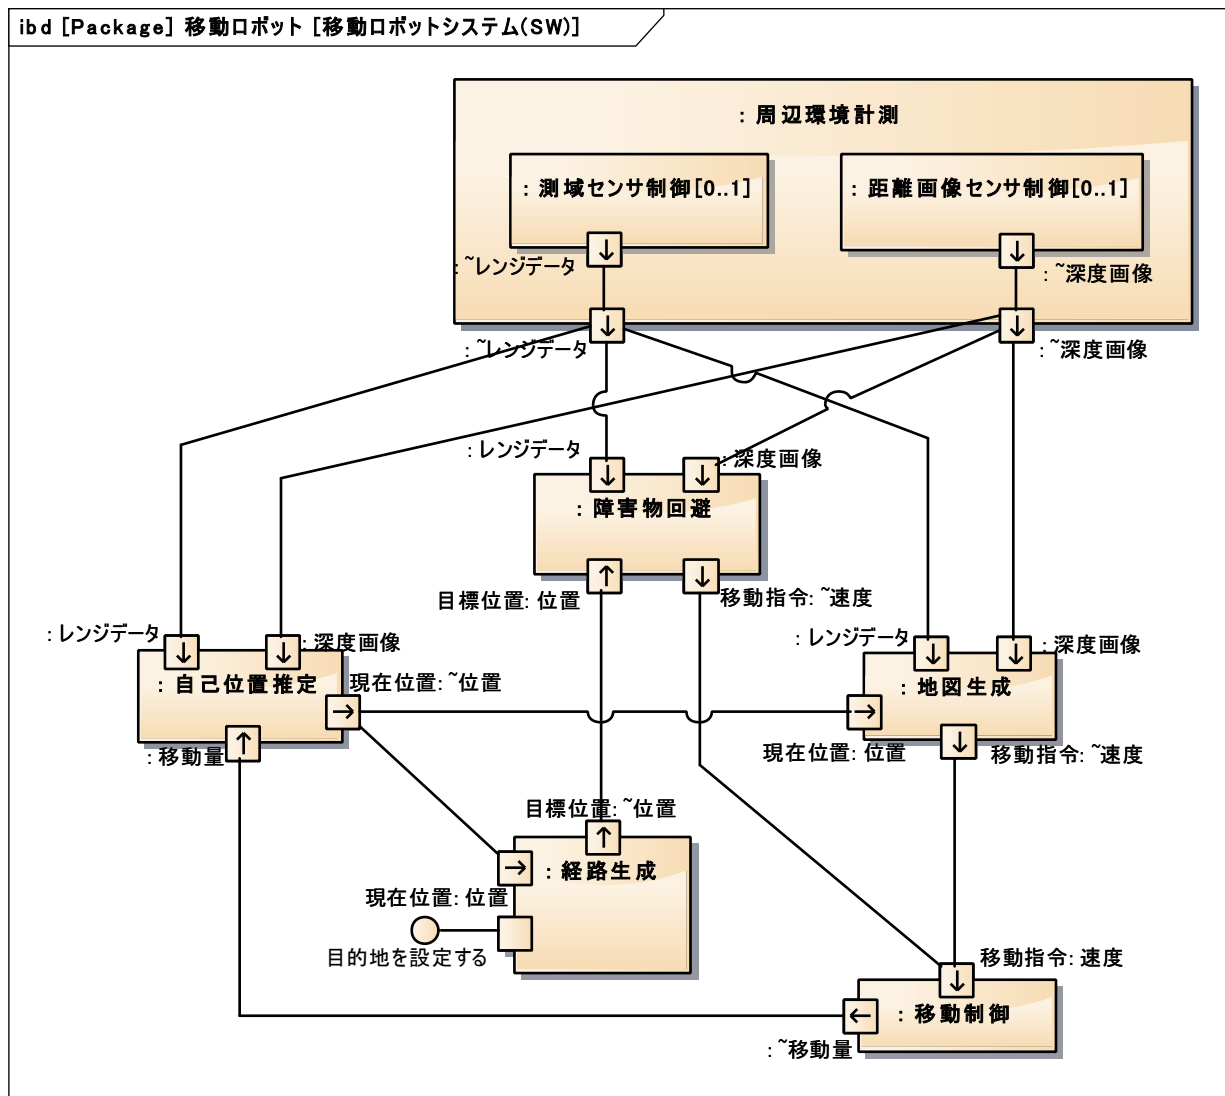 ibd [Package] 移動ロボット [移動ロボットシステム(SW)]
: 周辺環境計測
: 測域センサ制御[0..1]
: 距離画像センサ制御[0..1]
: ~レンジデータ
: ~深度画像
: ~レンジデータ
: ~深度画像
: レンジデータ
: 深度画像
: 障害物回避
目標位置: 位置
移動指令: ~速度
: レンジデータ
: 深度画像
: レンジデータ
: 深度画像
: 自己位置推定
現在位置: ~位置
: 地図生成
: 移動量
現在位置: 位置
移動指令: ~速度
目標位置: ~位置
: 経路生成
現在位置: 位置
目的地を設定する
移動指令: 速度
: 移動制御
: ~移動量